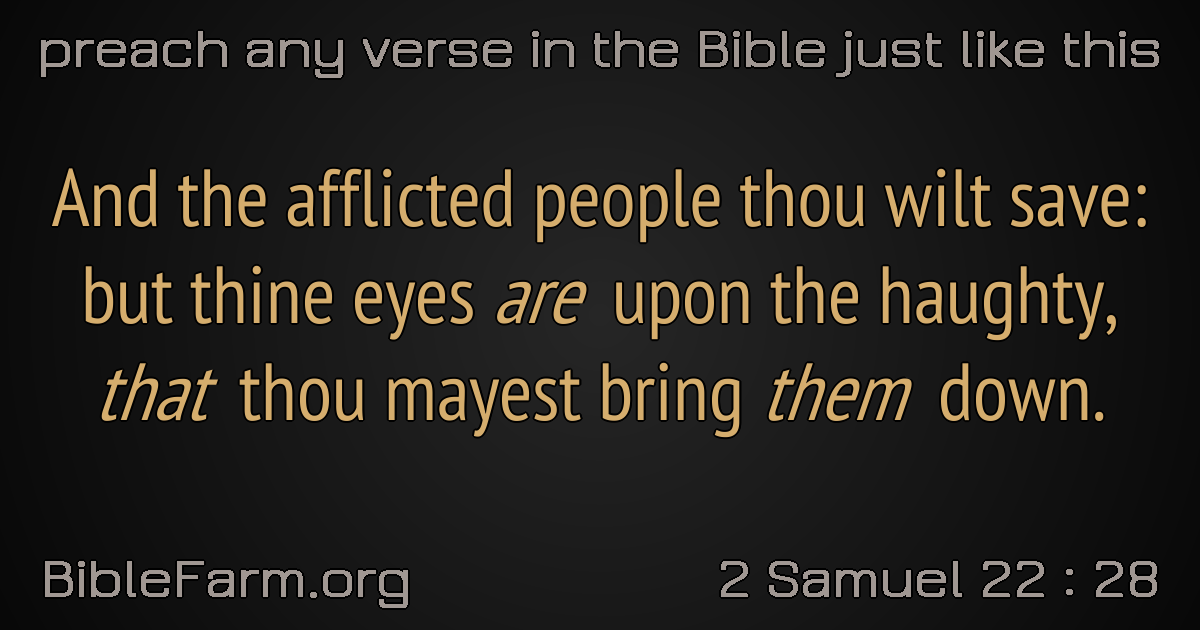 preach any verse in the Bible just like this
And the afflicted people thou wilt save:
but thine eyes are upon the haughty,
that thou mayest bring them down.
BibleFarm.org
2 Samuel 22 : 28